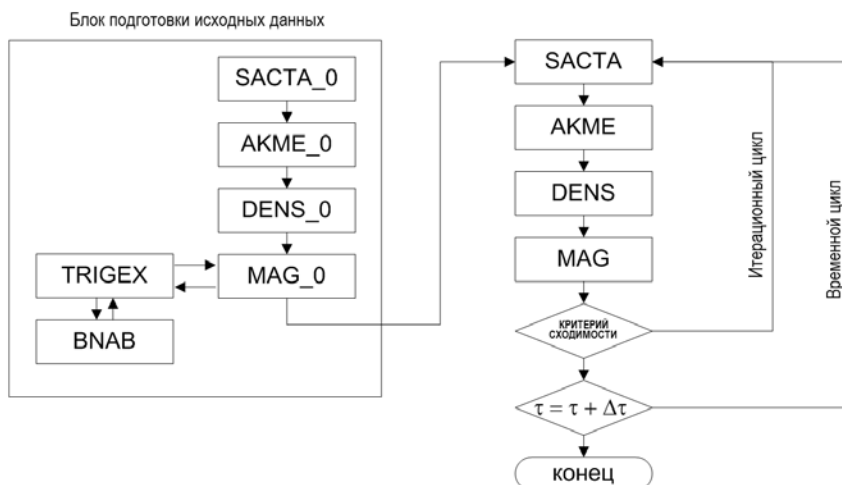 Блок подготовки исходных данных
SACTA_0
AKME_0
DENS_0
TRIGEX
MAG_0
BNAB
SACTA
AKME
DENS
MAG
КРИТЕРИЙ
СХОДИМОСТИ
τ = τ + Δτ
конец
Итерационный цикл
Временной цикл